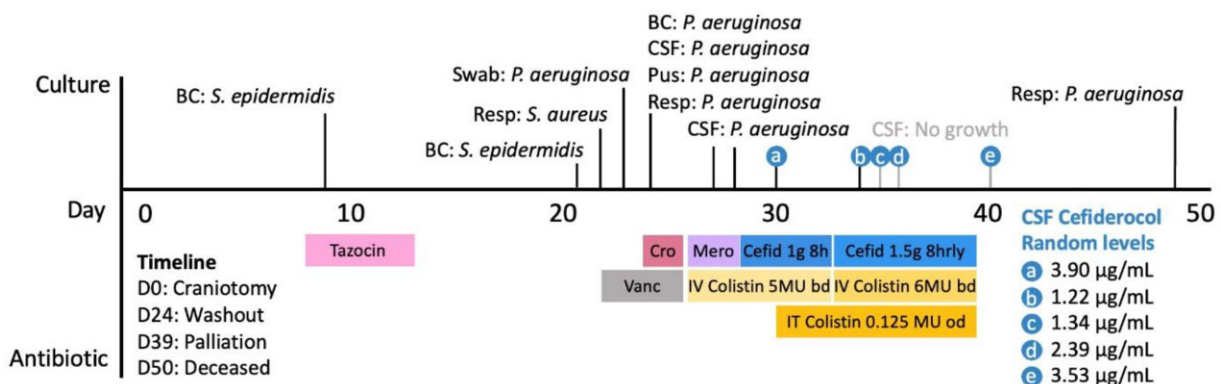 BC: P. aeruginosa
CSF: P. aeruginosa
Swab: P. aeruginosa
Pus: P. aeruginosa
Culture
BC: S. epidermidis
Resp: S. aureus
Resp: P. aeruginosa
Resp: P. aeruginosa
BC: S. epidermidis
CSF: P. aeruginosa
CSF: No growth
a
b
c
d
e
Day
0
10
20
30
40
50
Tazocin
Cro
Mero
Cefid 1g 8h
Cefid 1.5g 8hrly
Vanc
IV Colistin 5MU bd
IV Colistin 6MU bd
IT Colistin 0.125 MU od
Timeline
D0: Craniotomy
D24: Washout
D39: Palliation
D50: Deceased
Antibiotic
CSF Cefiderocol
Random levels
a 3.90 µg/mL
b 1.22 µg/mL
c 1.34 µg/mL
d 2.39 µg/mL
e 3.53 µg/mL